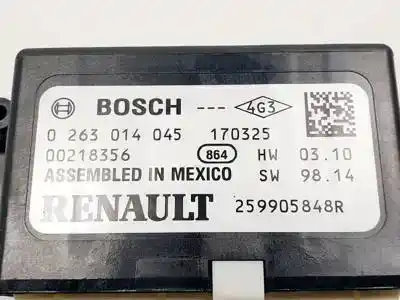 BOSCH --- 4G3
0 263 014 045 170325
00218356 864 HW 03.10
ASSEMBLED IN MEXICO SW 98.14
RENAULT 259905848R